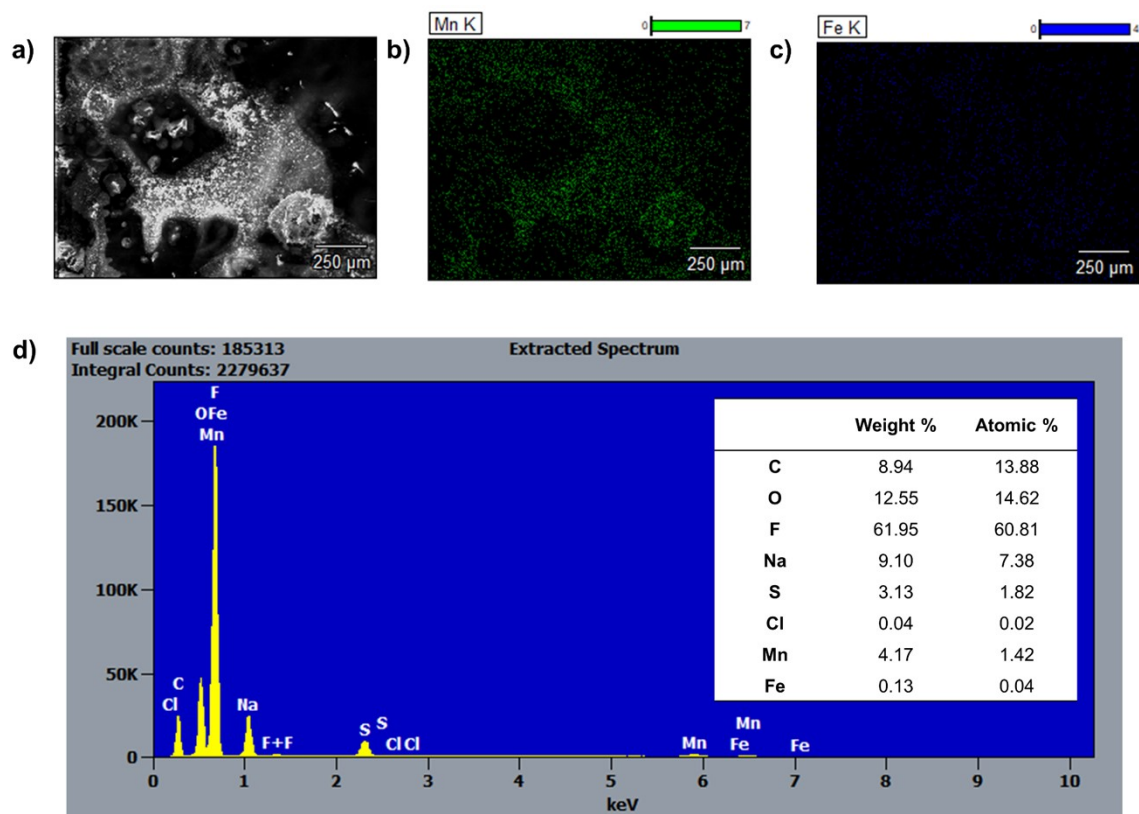 a)
250 µm
b)
Mn K
0 7
250 µm
c)
Fe K
0 4
250 µm
d)
Full scale counts: 185313
Extracted Spectrum
Integral Counts: 2279637
F
OFe
Mn
200K
150K
100K
50K
0
C
Cl
Na
F+F
S
S
Cl Cl
Mn
Mn
Fe
Fe
0 1 2 3 4 5 6 7 8 9 10
keV
Weight % Atomic %
C 8.94 13.88
O 12.55 14.62
F 61.95 60.81
Na 9.10 7.38
S 3.13 1.82
Cl 0.04 0.02
Mn 4.17 1.42
Fe 0.13 0.04